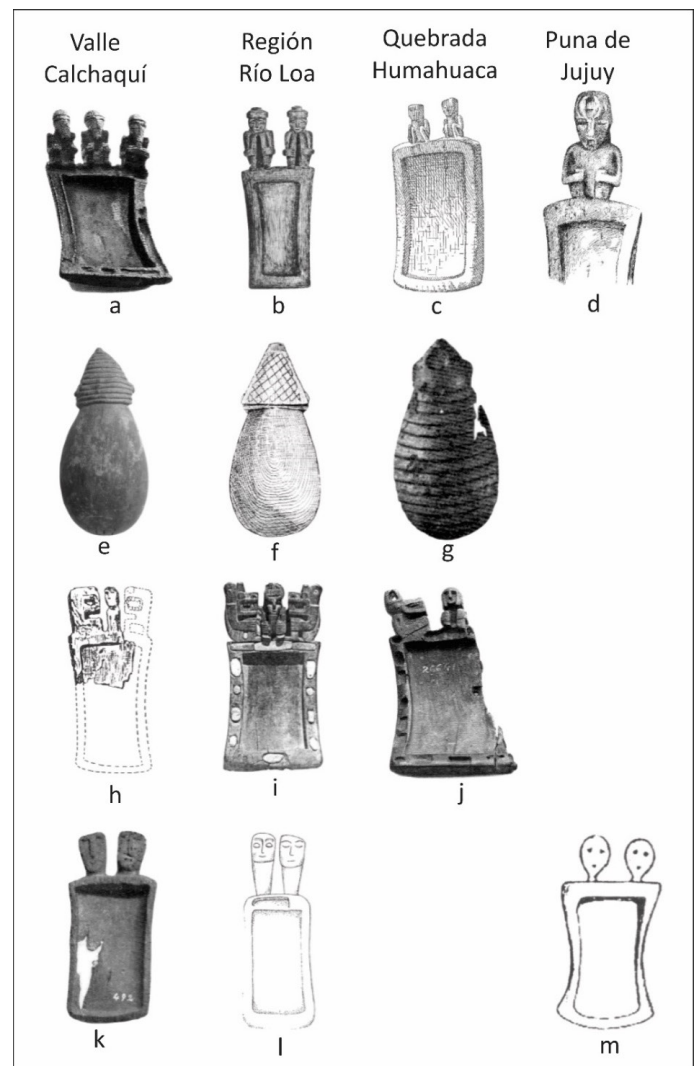 Valle
Calchaquí
Región
Río Loa
Quebrada
Humahuaca
Puna de
Jujuy
a
b
c
d
e
f
g
h
i
j
k
l
m